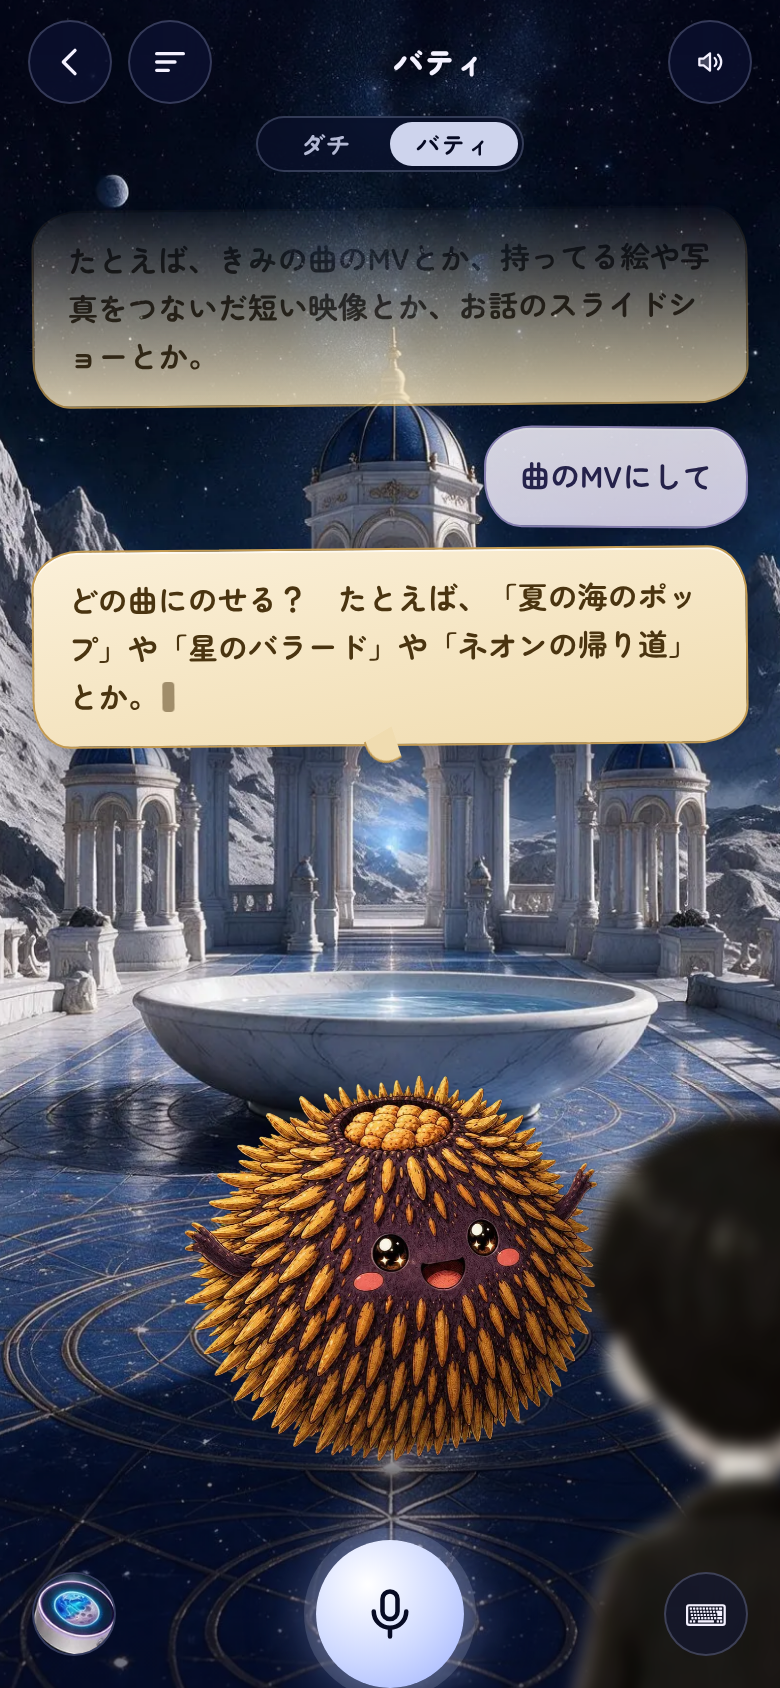 バティ
ダチ
バティ
たとえば、きみの曲のMVとか、持ってる絵や写
真をつないだ短い映像とか、お話のスライドシ
ョーとか。
曲のMVにして
どの曲にのせる？　たとえば、「夏の海のポッ
プ」や「星のバラード」や「ネオンの帰り道」
とか。